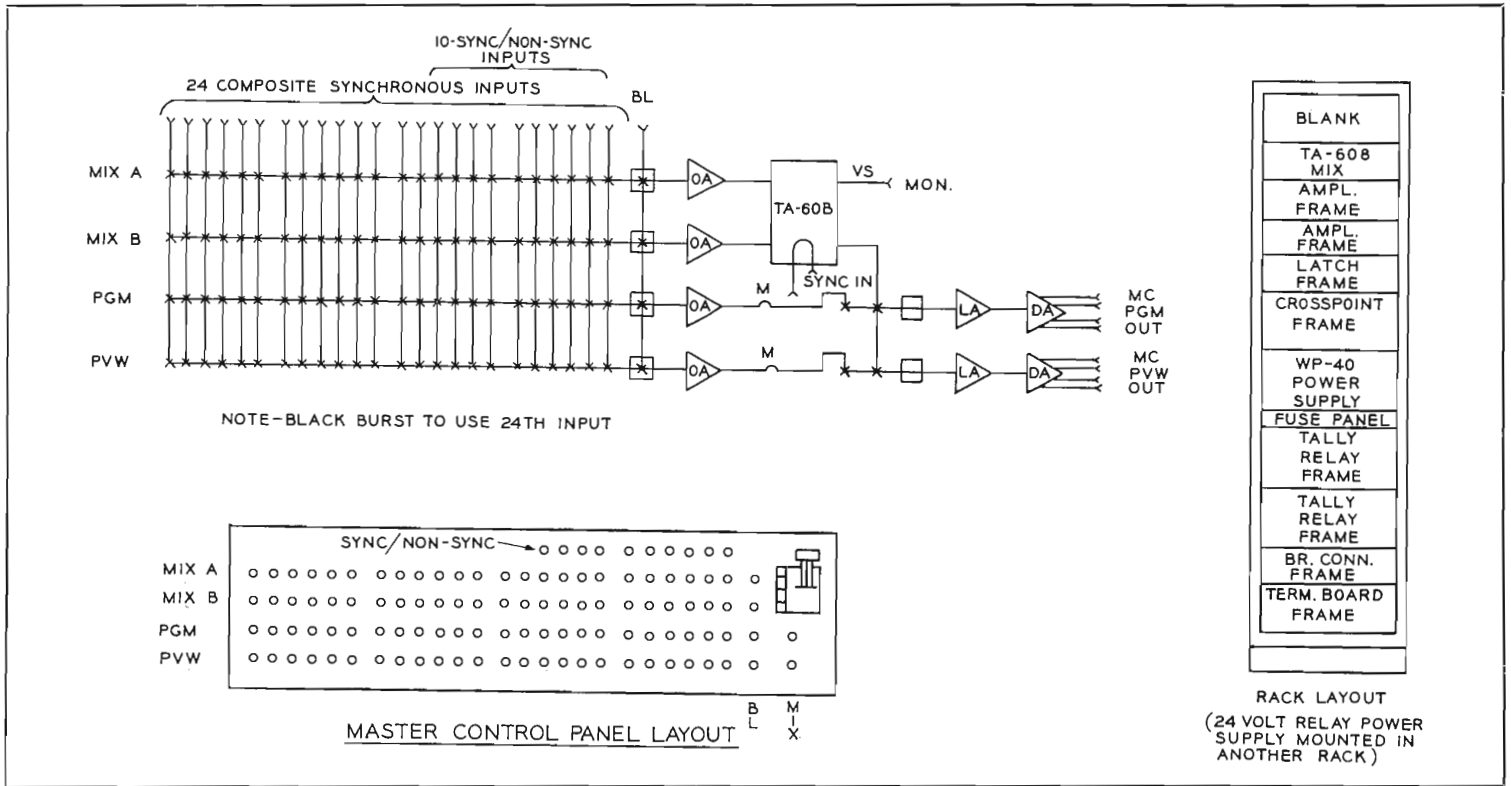 10-SYNC/NON-SYNC
INPUTS
24 COMPOSITE SYNCHRONOUS INPUTS
BL
MIX A
MIX B
PGM
PVW
OA
OA
OA
OA
TA-60B
VS
MON.
SYNC IN
M
M
LA
LA
DA
DA
MC
PGM
OUT
MC
PVW
OUT
NOTE-BLACK BURST TO USE 24TH INPUT
SYNC/NON-SYNC
MIX A
MIX B
PGM
PVW
BL
MIX
MASTER CONTROL PANEL LAYOUT
BLANK
TA-60B
MIX
AMPL.
FRAME
AMPL.
FRAME
LATCH
FRAME
CROSSPOINT
FRAME
WP-40
POWER
SUPPLY
FUSE PANEL
TALLY
RELAY
FRAME
TALLY
RELAY
FRAME
BR. CONN.
FRAME
TERM. BOARD
FRAME
RACK LAYOUT
(24 VOLT RELAY POWER
SUPPLY MOUNTED IN
ANOTHER RACK)